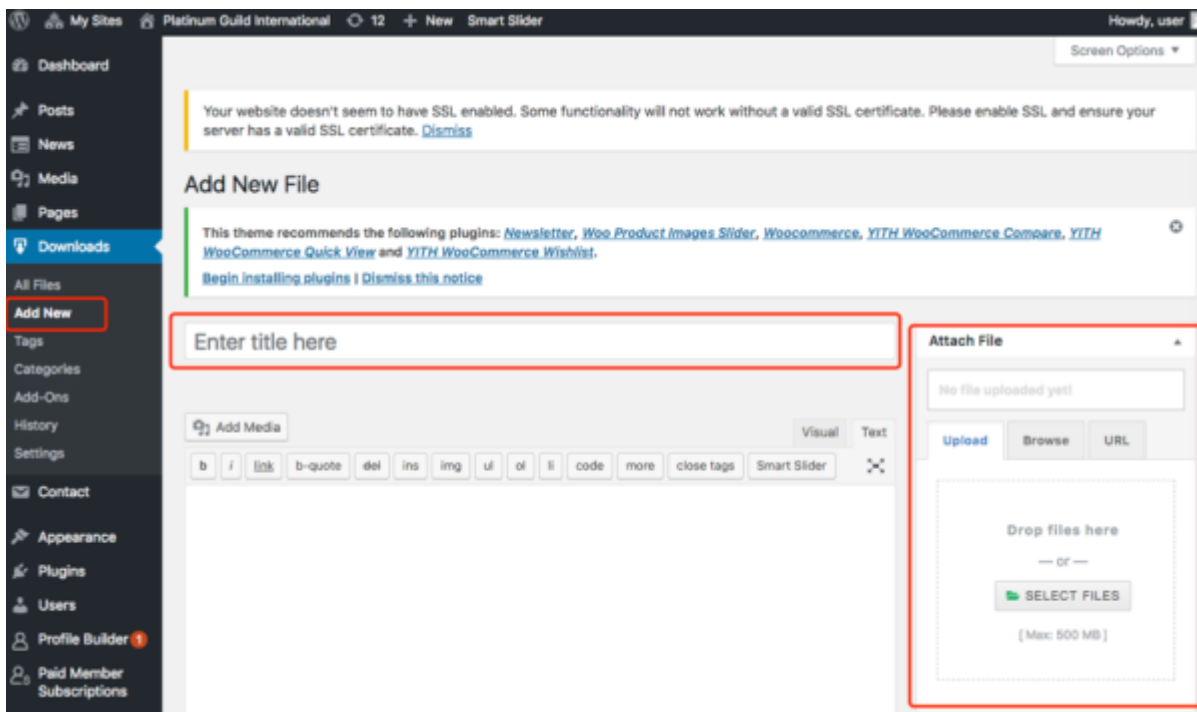 My Sites Platinum Guild International 12 New Smart Slider Howdy, user
Screen Options
Dashboard
Posts
News
Media
Pages
Downloads
All Files
Add New
Tags
Categories
Add-Ons
History
Settings
Contact
Appearance
Plugins
Users
Profile Builder 1
Paid Member
Subscriptions
Your website doesn't seem to have SSL enabled. Some functionality will not work without a valid SSL certificate. Please enable SSL and ensure your
server has a valid SSL certificate. Dismiss
Add New File
This theme recommends the following plugins: Newsletter, Woo Product Images Slider, Woocommerce, YITH WooCommerce Compare, YITH
WooCommerce Quick View and YITH WooCommerce Wishlist.
Begin installing plugins | Dismiss this notice
Enter title here
Add Media
Visual Text
b i link b-quote del ins img ul ol li code more close tags Smart Slider
Attach File
No file uploaded yet!
Upload Browse URL
Drop files here
— or —
SELECT FILES
[ Max: 500 MB ]